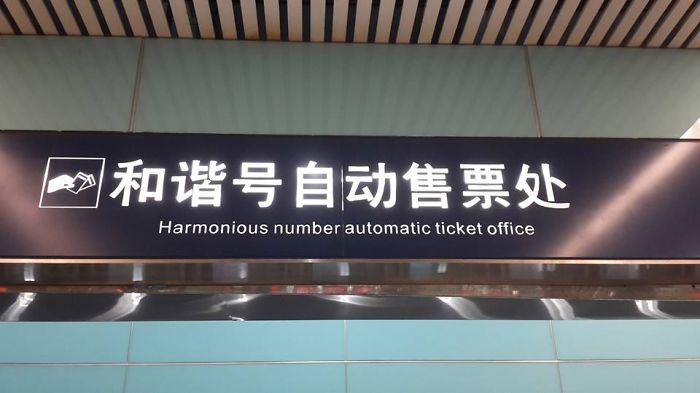 和谐号自动售票处
Harmonious number automatic ticket office